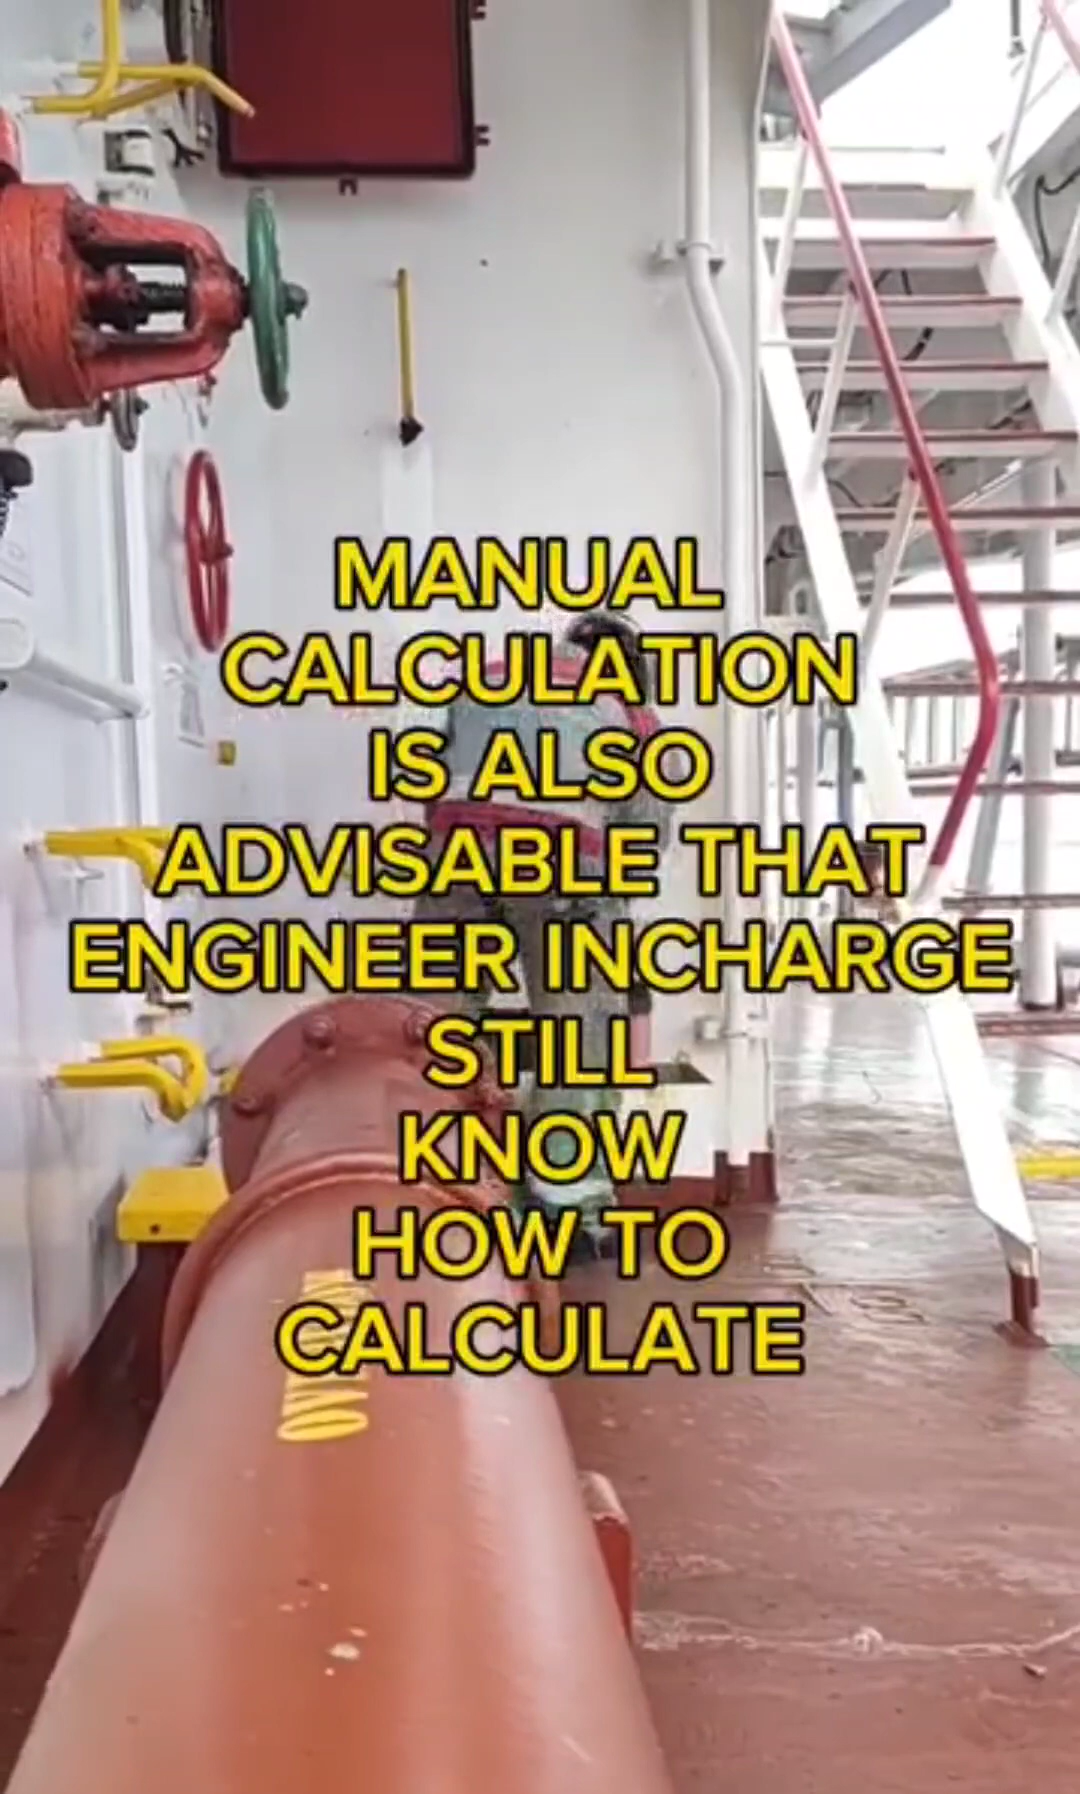 MANUAL
CALCULATION
IS ALSO
ADVISABLE THAT
ENGINEER INCHARGE
STILL
KNOW
HOW TO
CALCULATE